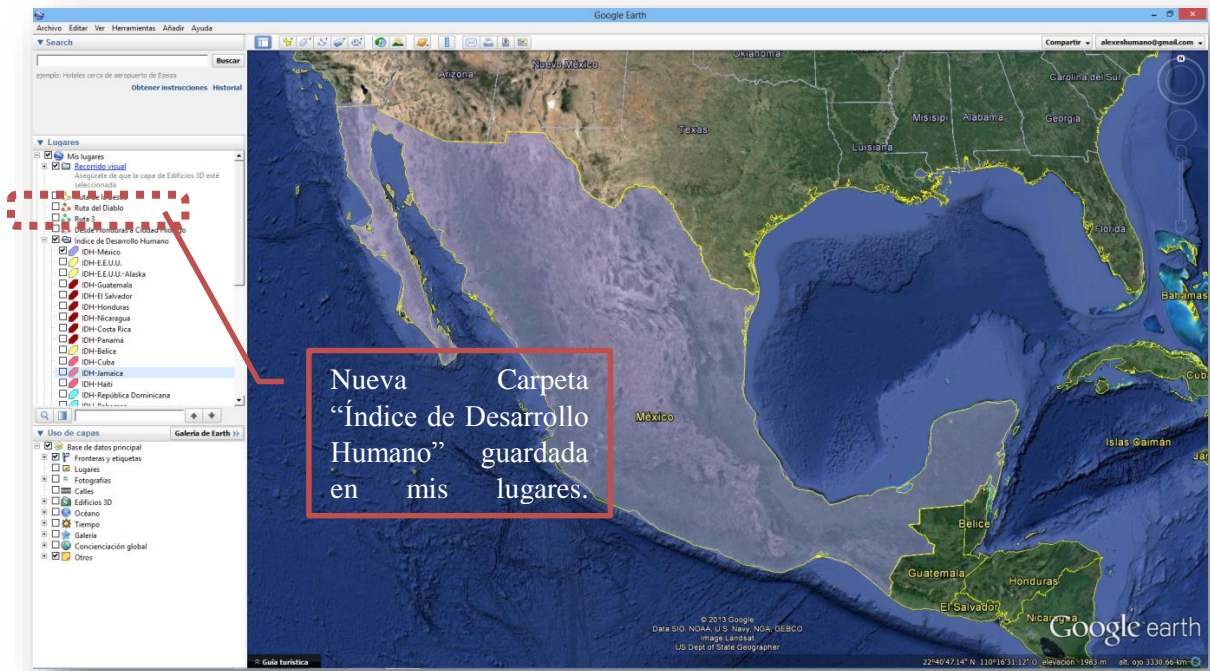 Google Earth
Archivo Editar Ver Herramientas Añadir Ayuda
Search
Buscar
ejemplo: Hoteles cerca de aeropuerto de Ezeiza
Obtener instrucciones Historial
Lugares
Mis lugares
Recorrido visual
Asegúrate de que la capa de Edificios 3D esté
seleccionada
Ruta de la Bestia
Ruta del Diablo
Ruta 3
Desde Honduras a Ciudad Hidalgo
Índice de Desarrollo Humano
IDH-México
IDH-E.E.U.U.
IDH-E.E.U.U.-Alaska
IDH-Guatemala
IDH-El Salvador
IDH-Honduras
IDH-Nicaragua
IDH-Costa Rica
IDH-Panamá
IDH-Belice
IDH-Cuba
IDH-Jamaica
IDH-Haiti
IDH-República Dominicana
Uso de capas
Galería de Earth >>
Base de datos principal
Fronteras y etiquetas
Lugares
Fotografías
Calles
Edificios 3D
Océano
Tiempo
Galería
Concienciación global
Otros
Compartir
alexeshumano@gmail.com
N
Oklahoma
Arizona
Nuevo México
Carolina del Sur
Misisipi
Alabama
Georgia
Texas
Luisiana
Florida
Bahamas
Cuba
Islas Caimán
México
Belice
Guatemala
Honduras
El Salvador
Nicaragua
Nueva Carpeta
“Índice de Desarrollo
Humano” guardada
en mis lugares.
© 2013 Google
Data SIO, NOAA, U.S. Navy, NGA, GEBCO
Image Landsat
US Dept of State Geographer
Google earth
Guía turística
22°40'47.14" N 110°16'31.12" O elevación -1983 m alt. ojo 3330.66 km